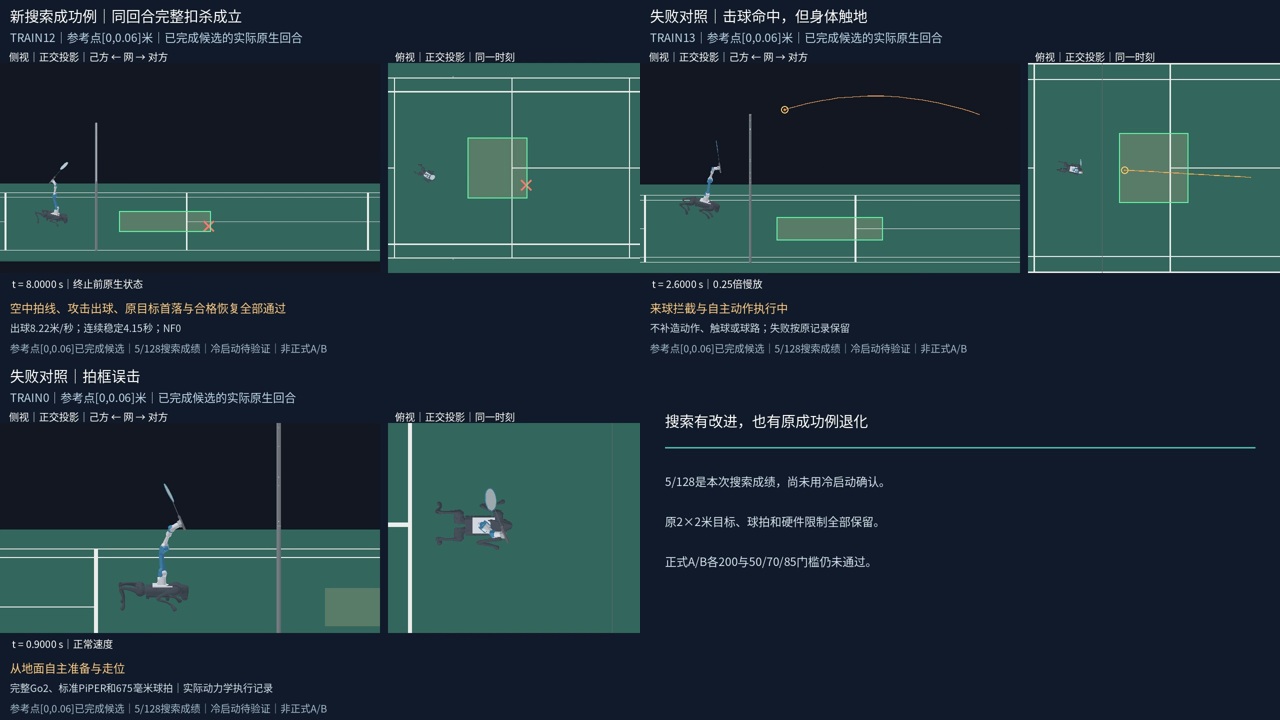 新搜索成功例｜同回合完整扣杀成立
TRAIN12｜参考点[0,0.06]米｜已完成候选的实际原生回合
侧视｜正交投影｜己方 ← 网 → 对方
俯视｜正交投影｜同一时刻
t = 8.0000 s｜终止前原生状态
空中拍线、攻击出球、原目标首落与合格恢复全部通过
出球8.22米/秒；连续稳定4.15秒；NF0
参考点[0,0.06]已完成候选｜5/128搜索成绩｜冷启动待验证｜非正式A/B
失败对照｜击球命中，但身体触地
TRAIN13｜参考点[0,0.06]米｜已完成候选的实际原生回合
侧视｜正交投影｜己方 ← 网 → 对方
俯视｜正交投影｜同一时刻
t = 2.6000 s｜0.25倍慢放
来球拦截与自主动作执行中
不补造动作、触球或球路；失败按原记录保留
参考点[0,0.06]已完成候选｜5/128搜索成绩｜冷启动待验证｜非正式A/B
失败对照｜拍框误击
TRAIN0｜参考点[0,0.06]米｜已完成候选的实际原生回合
侧视｜正交投影｜己方 ← 网 → 对方
俯视｜正交投影｜同一时刻
t = 0.9000 s｜正常速度
从地面自主准备与走位
完整Go2、标准PiPER和675毫米球拍｜实际动力学执行记录
参考点[0,0.06]已完成候选｜5/128搜索成绩｜冷启动待验证｜非正式A/B
搜索有改进，也有原成功例退化
5/128是本次搜索成绩，尚未用冷启动确认。
原2×2米目标、球拍和硬件限制全部保留。
正式A/B各200与50/70/85门槛仍未通过。